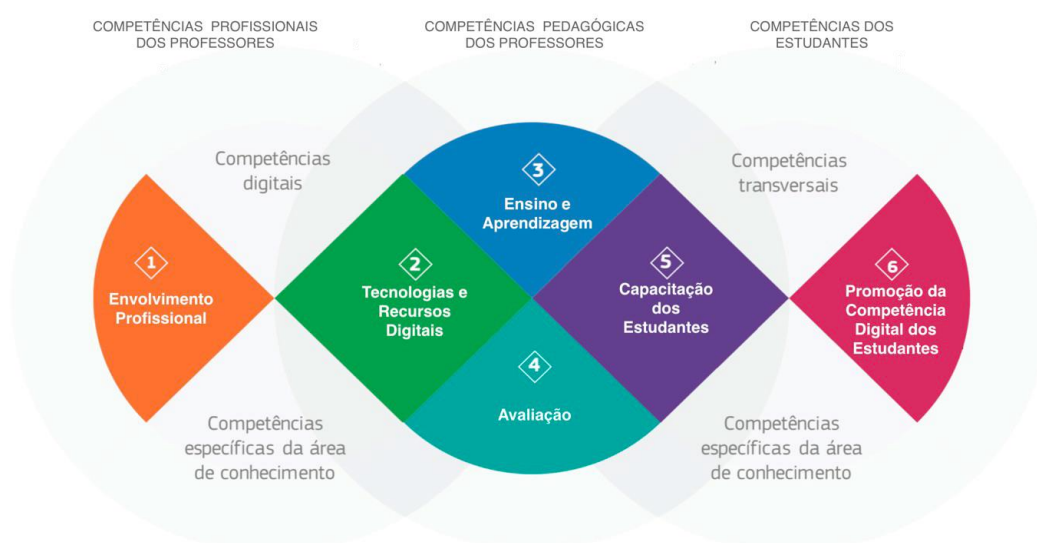 COMPETÊNCIAS PROFISSIONAIS
DOS PROFESSORES
COMPETÊNCIAS PEDAGÓGICAS
DOS PROFESSORES
COMPETÊNCIAS DOS
ESTUDANTES
Competências
digitais
Competências
transversais
1
Envolvimento
Profissional
2
Tecnologias e
Recursos
Digitais
3
Ensino e
Aprendizagem
4
Avaliação
5
Capacitação
dos
Estudantes
6
Promoção da
Competência
Digital dos
Estudantes
Competências
específicas da área
de conhecimento
Competências
específicas da área
de conhecimento